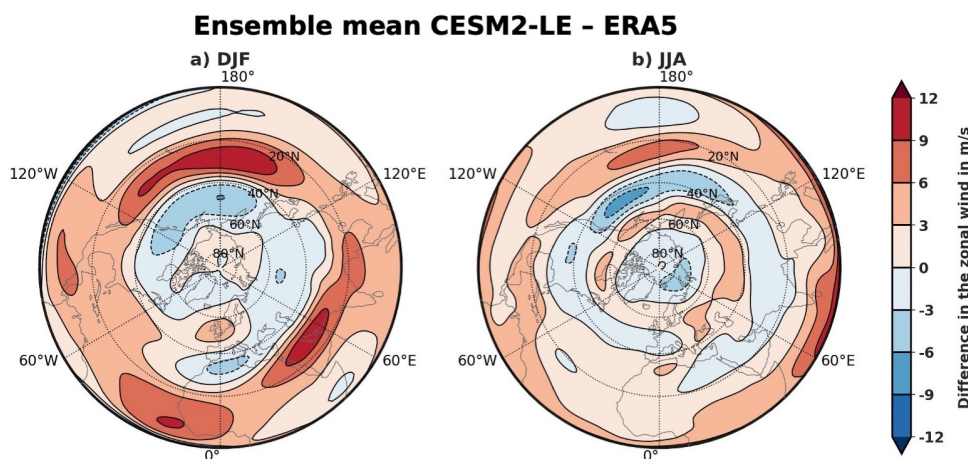 Ensemble mean CESM2-LE – ERA5
a) DJF
b) JJA
180°
180°
120°W
120°E
120°W
120°E
20°N
40°N
60°N
80°N
20°N
40°N
60°N
80°N
60°W
60°E
60°W
60°E
0°
0°
12
9
6
3
0
-3
-6
-9
-12
Difference in the zonal wind in m/s